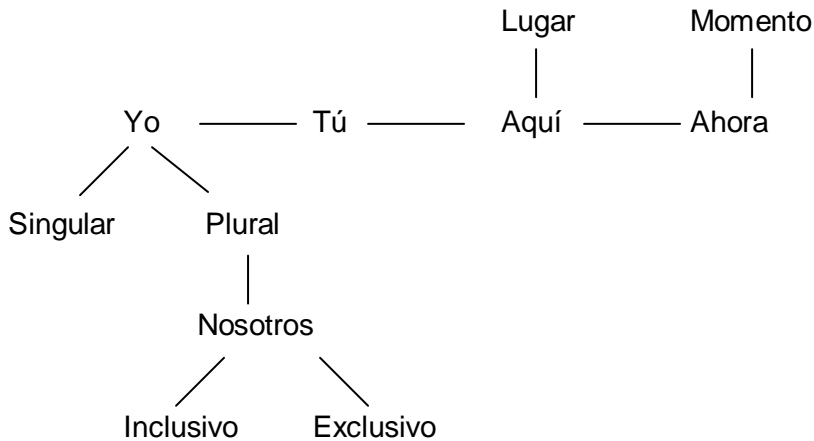 Lugar Momento
Yo Tú Aquí Ahora
Singular Plural
Nosotros
Inclusivo Exclusivo